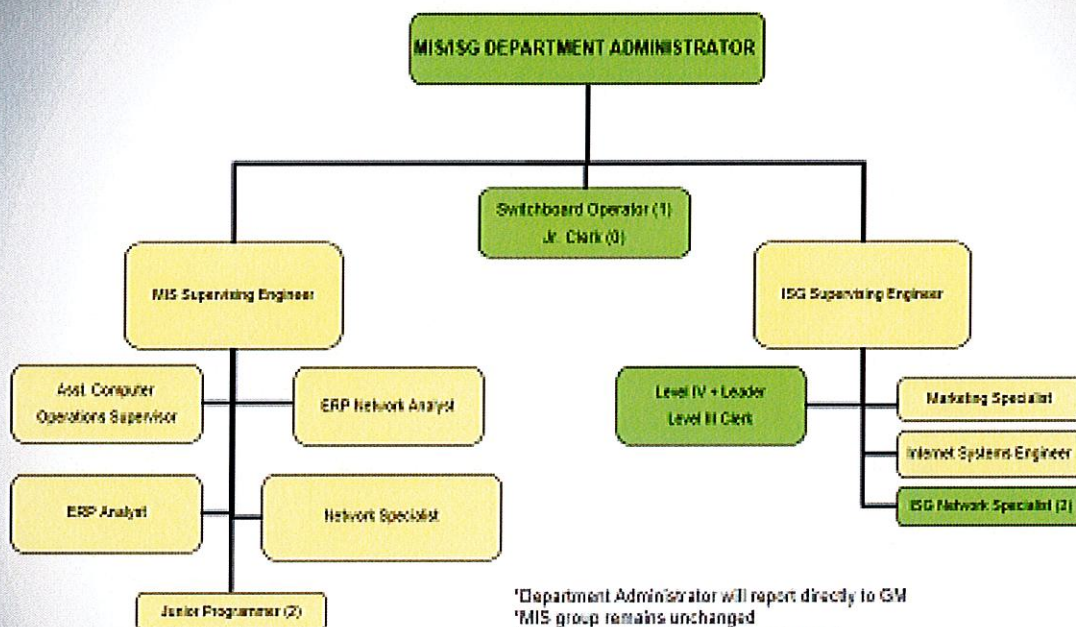 MIS/ISG DEPARTMENT ADMINISTRATOR
Switchboard Operator (1)
Jr. Clerk (0)
MIS Supervising Engineer
ISG Supervising Engineer
Asst. Computer
Operations Supervisor
ERP Network Analyst
Level IV + Leader
Level III Clerk
Marketing Specialist
Internet Systems Engineer
ERP Analyst
Network Specialist
ISG Network Specialist (2)
Junior Programmer (2)
*Department Administrator will report directly to GM
*MIS group remains unchanged